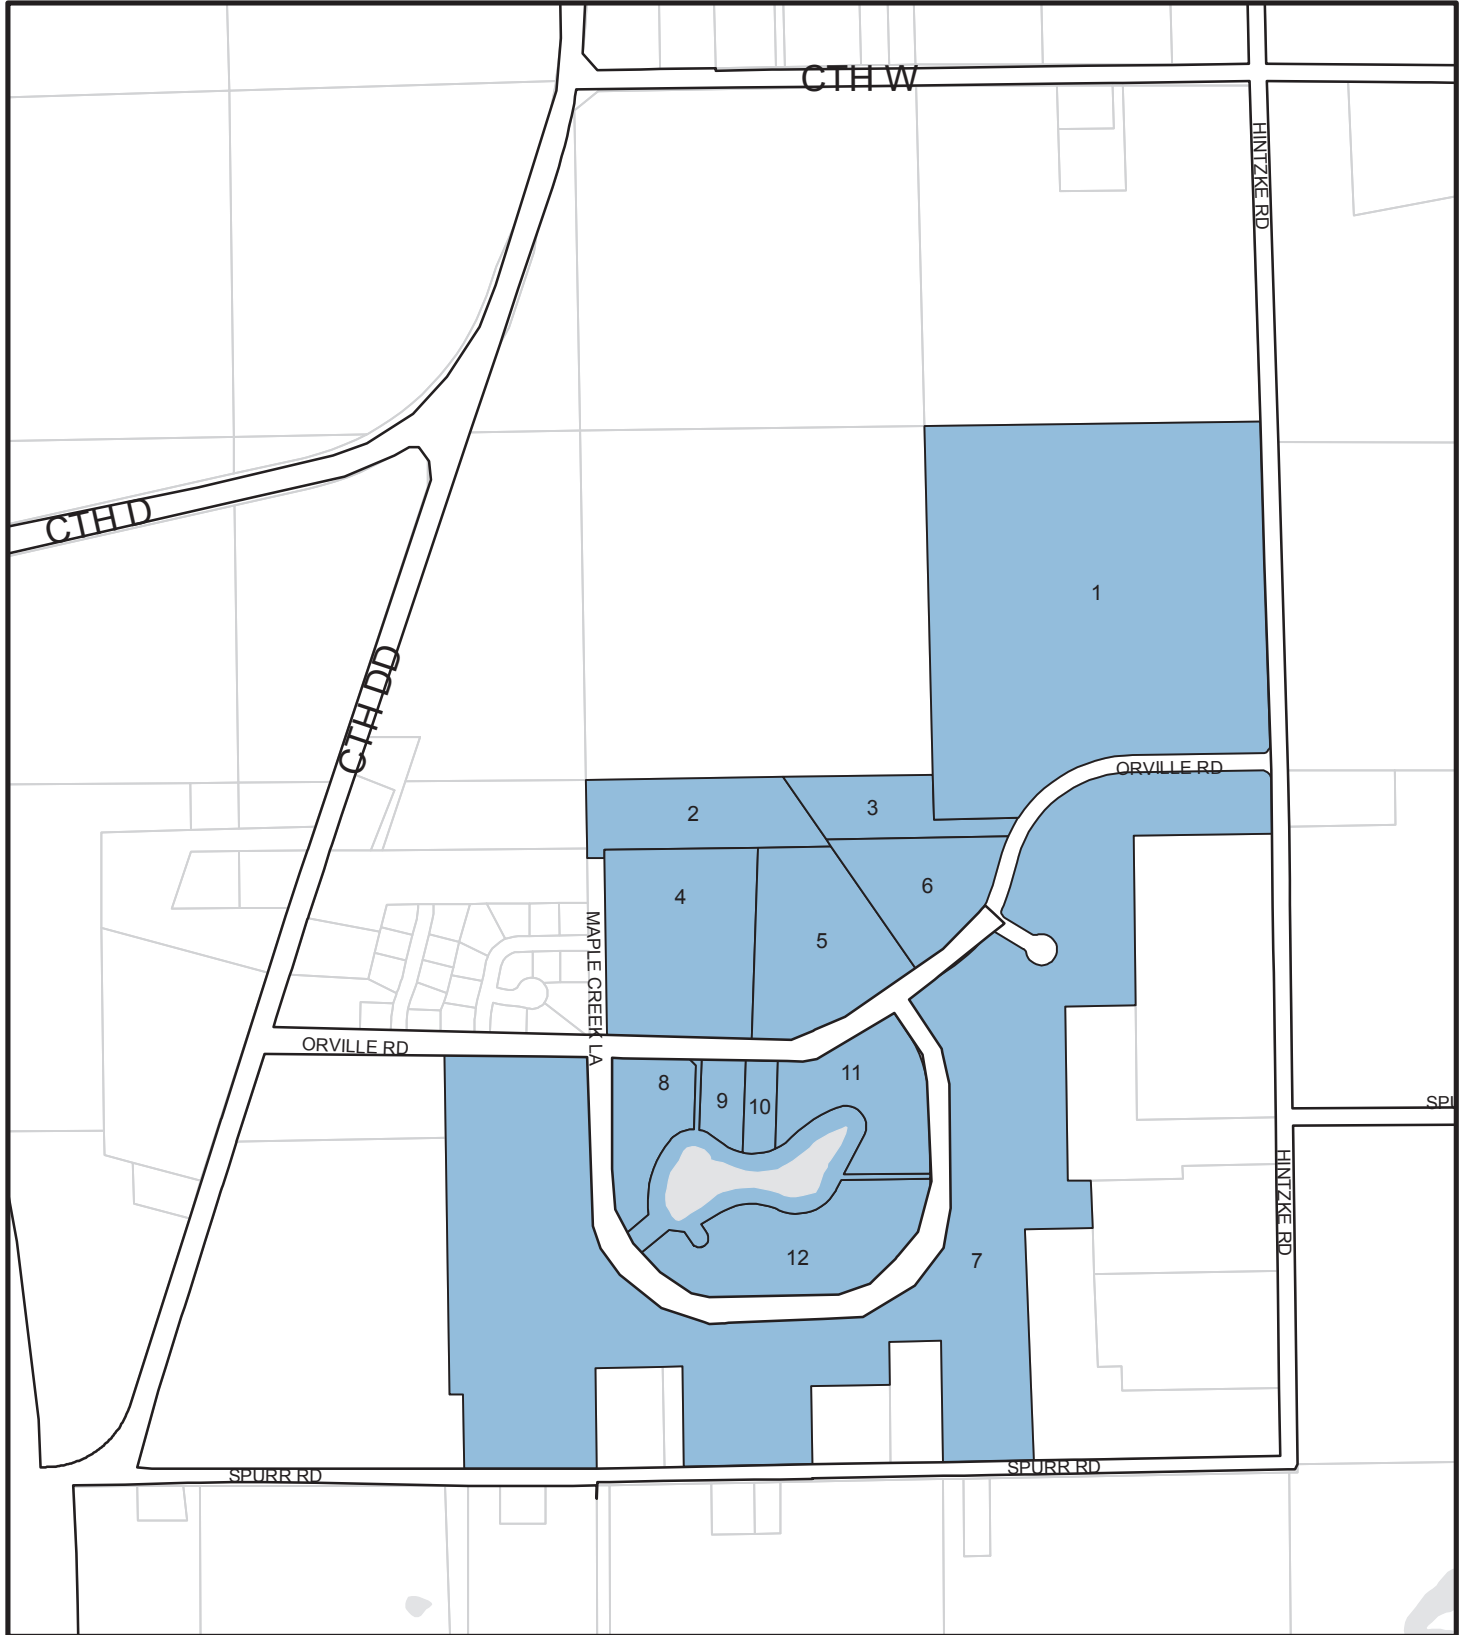 CTH W
HINTZKE RD
CTH D
1
CTH DD
ORVILLE RD
2
3
4
6
5
MAPLE CREEK LA
ORVILLE RD
8
11
9
10
SPU
HINTZKE RD
12
7
SPURR RD
SPURR RD